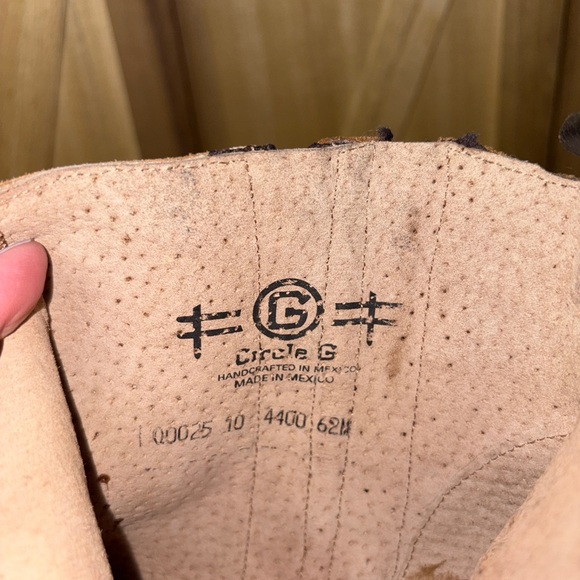 G
Circle G
HANDCRAFTED IN MEXICO
MADE IN MEXICO
Q0025 10 4400 62M